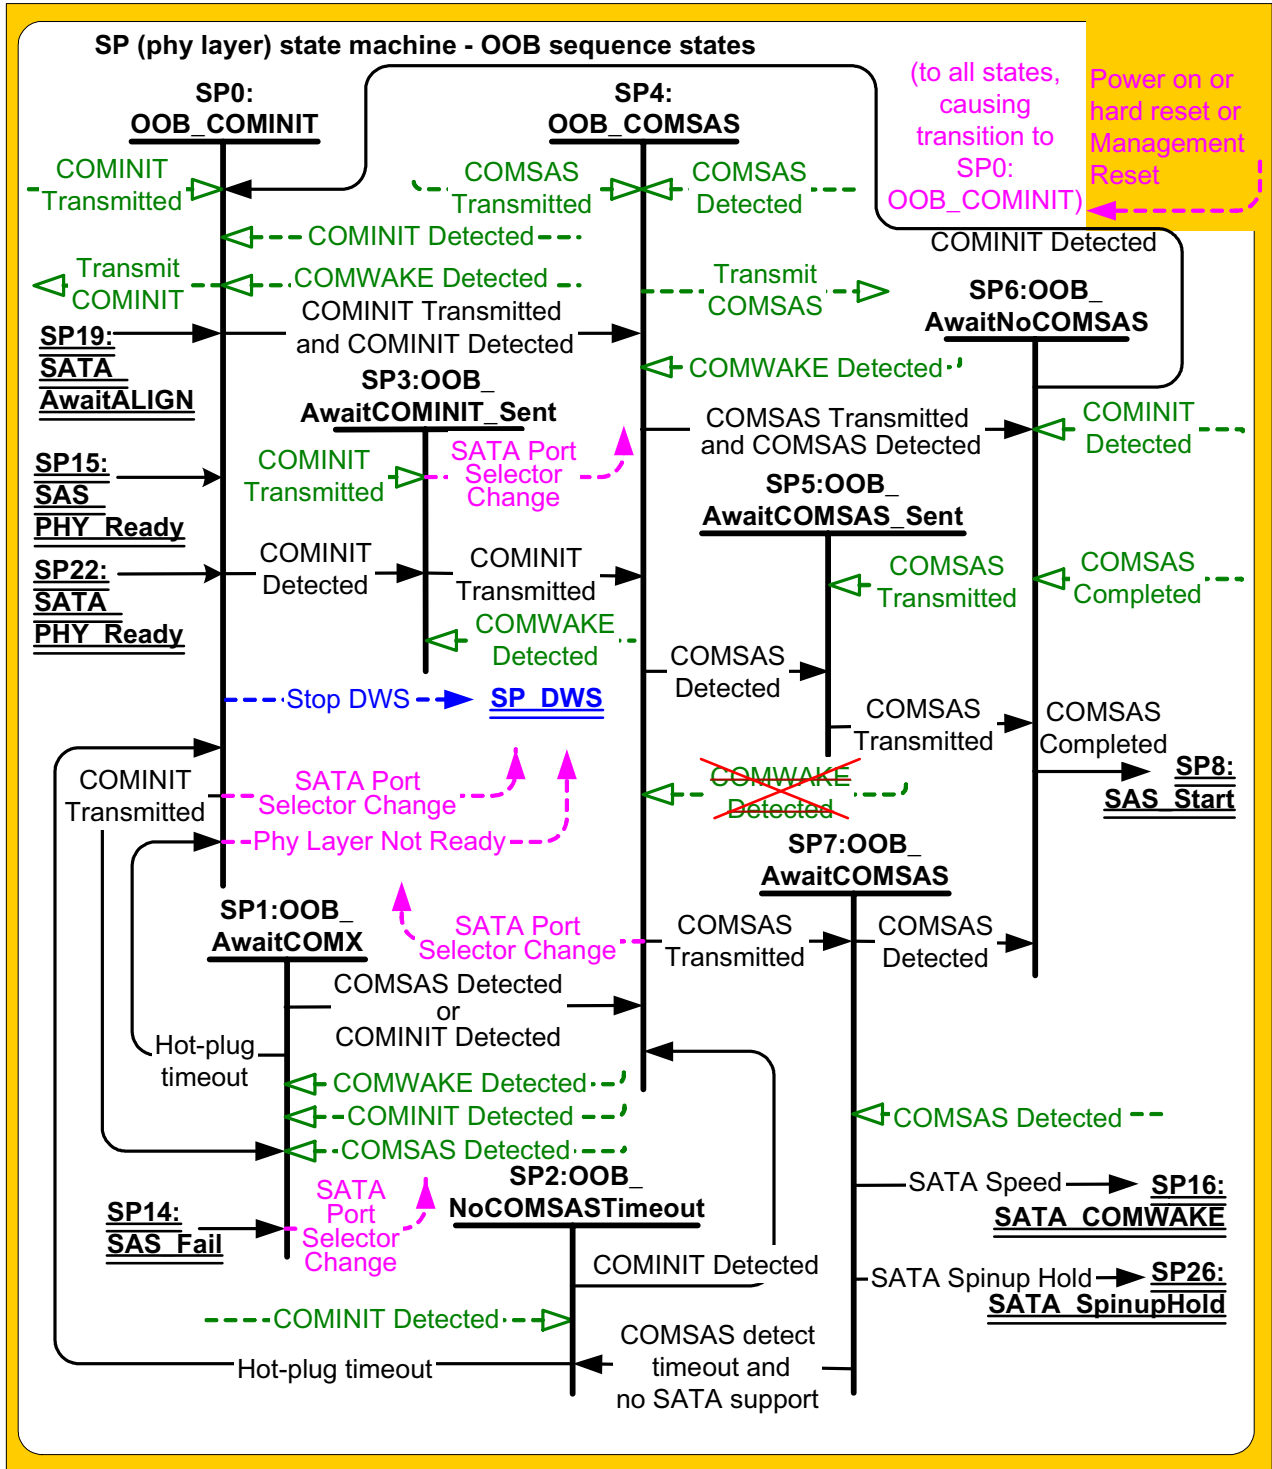 SP (phy layer) state machine - OOB sequence states
(to all states,
causing
transition to
SP0:
OOB_COMINIT)
Power on or
hard reset or
Management
Reset
SP0:
OOB_COMINIT
SP4:
OOB_COMSAS
COMINIT
Transmitted
COMSAS
Transmitted
COMSAS
Detected
COMINIT Detected
COMINIT Detected
Transmit
COMINIT
COMWAKE Detected
Transmit
COMSAS
SP6:OOB_
AwaitNoCOMSAS
COMINIT Transmitted
and COMINIT Detected
SP19:
SATA_
AwaitALIGN
SP3:OOB_
AwaitCOMINIT_Sent
COMWAKE Detected
COMSAS Transmitted
and COMSAS Detected
COMINIT
Detected
SP15:
SAS_
PHY_Ready
COMINIT
Transmitted
SATA Port
Selector
Change
SP5:OOB_
AwaitCOMSAS_Sent
SP22:
SATA_
PHY_Ready
COMINIT
Detected
COMINIT
Transmitted
COMSAS
Transmitted
COMSAS
Completed
COMWAKE
Detected
COMSAS
Detected
Stop DWS
SP_DWS
COMSAS
Transmitted
COMSAS
Completed
SP8:
SAS_Start
COMINIT
Transmitted
SATA Port
Selector Change
COMWAKE
Detected
Phy Layer Not Ready
SP7:OOB_
AwaitCOMSAS
SP1:OOB_
AwaitCOMX
SATA Port
Selector Change
COMSAS
Transmitted
COMSAS
Detected
COMSAS Detected
or
COMINIT Detected
Hot-plug
timeout
COMWAKE Detected
COMINIT Detected
COMSAS Detected
COMSAS Detected
SP14:
SAS_Fail
SATA
Port
Selector
Change
SP2:OOB_
NoCOMSASTimeout
SATA Speed
SP16:
SATA_COMWAKE
COMINIT Detected
SATA Spinup Hold
SP26:
SATA_SpinupHold
COMINIT Detected
COMSAS detect
timeout and
no SATA support
Hot-plug timeout